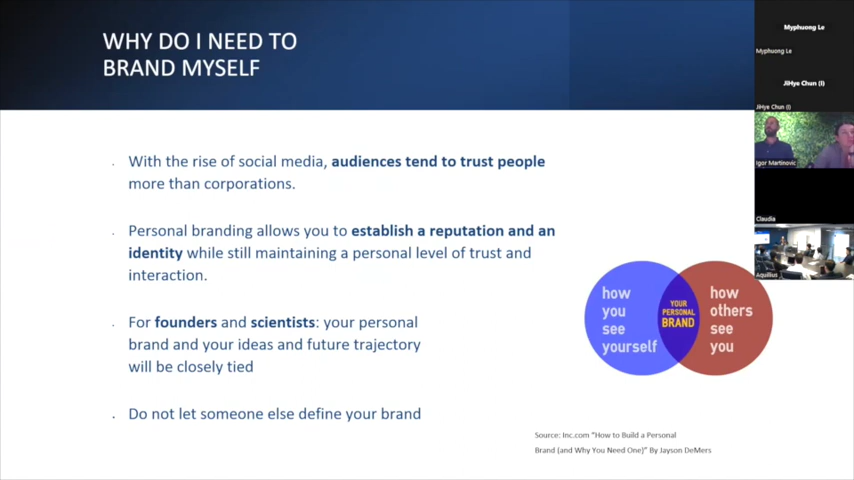 WHY DO I NEED TO
BRAND MYSELF
With the rise of social media, audiences tend to trust people
more than corporations.
Personal branding allows you to establish a reputation and an
identity while still maintaining a personal level of trust and
interaction.
For founders and scientists: your personal
brand and your ideas and future trajectory
will be closely tied
Do not let someone else define your brand
how
you
see
yourself
YOUR
PERSONAL
BRAND
how
others
see
you
Source: Inc.com "How to Build a Personal
Brand (and Why You Need One)" By Jayson DeMers
Myphuong Le
Myphuong Le
JiHye Chun (I)
JiHye Chun (I)
Igor Martinovic
Claudia
Aquillius